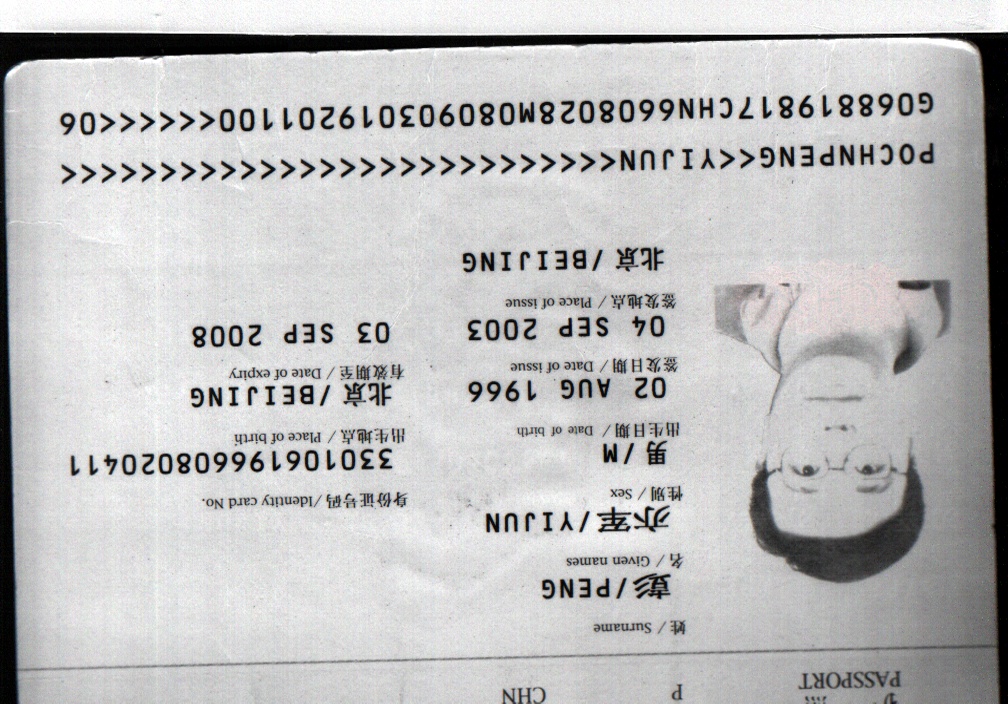 PASSPORT P CHN
姓 / Surname
彭/PENG
名 / Given names
亦军/YIJUN
性别 / Sex
男/M
身份证号码/Identity card No.
330106196608020411
出生日期 / Date of birth
02 AUG 1966
出生地点 / Place of birth
北京/BEIJING
签发日期 / Date of issue
04 SEP 2003
有效期至 / Date of expiry
03 SEP 2008
签发地点 / Place of issue
北京/BEIJING
POCHNPENG<<YIJUN<<<<<<<<<<<<<<<<<<<<<<<<<<<<
G068819817CHN6608028M080903019201100<<<<<<06